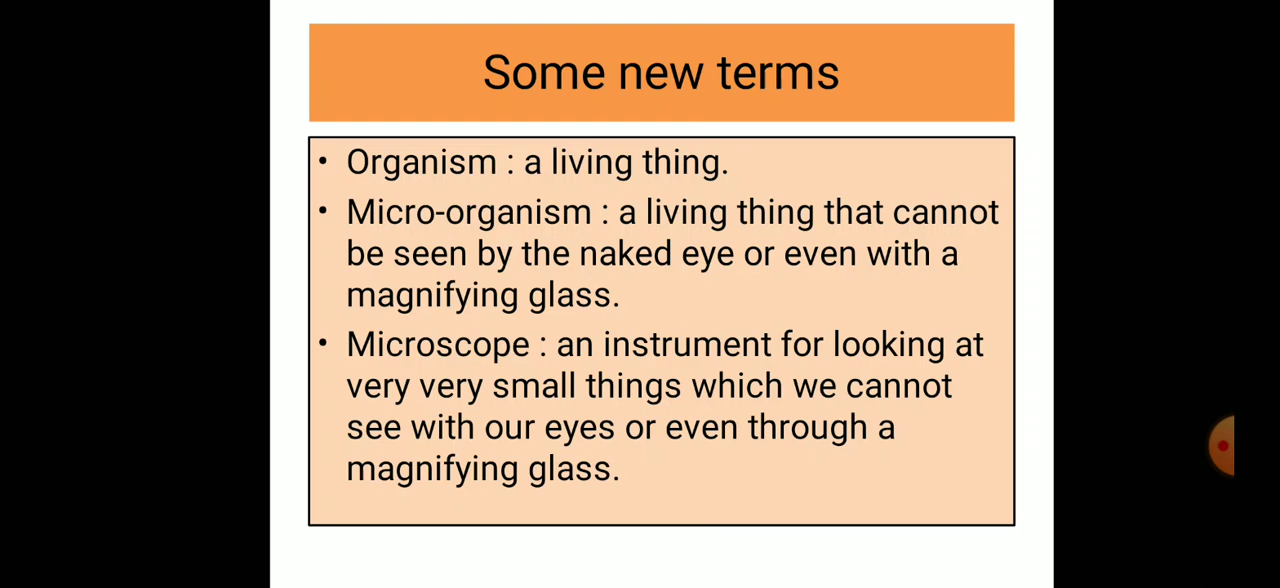 Some new terms
• Organism : a living thing.
• Micro-organism : a living thing that cannot
be seen by the naked eye or even with a
magnifying glass.
• Microscope : an instrument for looking at
very very small things which we cannot
see with our eyes or even through a
magnifying glass.